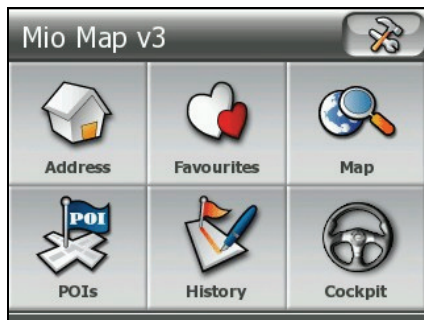 Mio Map v3
Address Favourites Map
POI
POIs History Cockpit